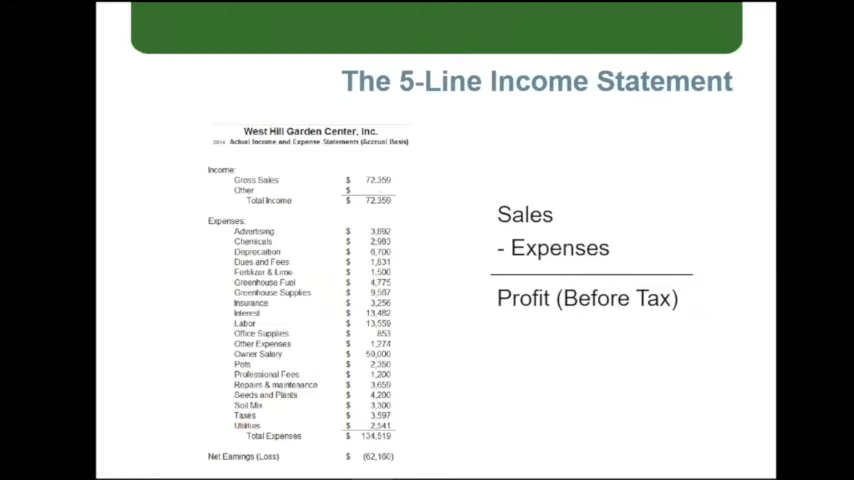 The 5-Line Income Statement
West Hill Garden Center, Inc.
2014 Actual Income and Expense Statements (Accrual Basis)
Income:
Gross Sales $ 72,359
Other $ -
Total Income $ 72,359
Expenses:
Advertising $ 3,892
Chemicals $ 2,983
Depreciation $ 6,700
Dues and Fees $ 1,831
Fertilizer & Lime $ 1,500
Greenhouse Fuel $ 4,775
Greenhouse Supplies $ 9,567
Insurance $ 3,256
Interest $ 13,482
Labor $ 13,559
Office Supplies $ 853
Other Expenses $ 1,274
Owner Salary $ 50,000
Pots $ 2,350
Professional Fees $ 1,200
Repairs & maintenance $ 3,659
Seeds and Plants $ 4,200
Soil Mix $ 3,300
Taxes $ 3,597
Utilities $ 2,541
Total Expenses $ 134,519
Net Earnings (Loss) $ (62,160)
Sales
- Expenses
Profit (Before Tax)